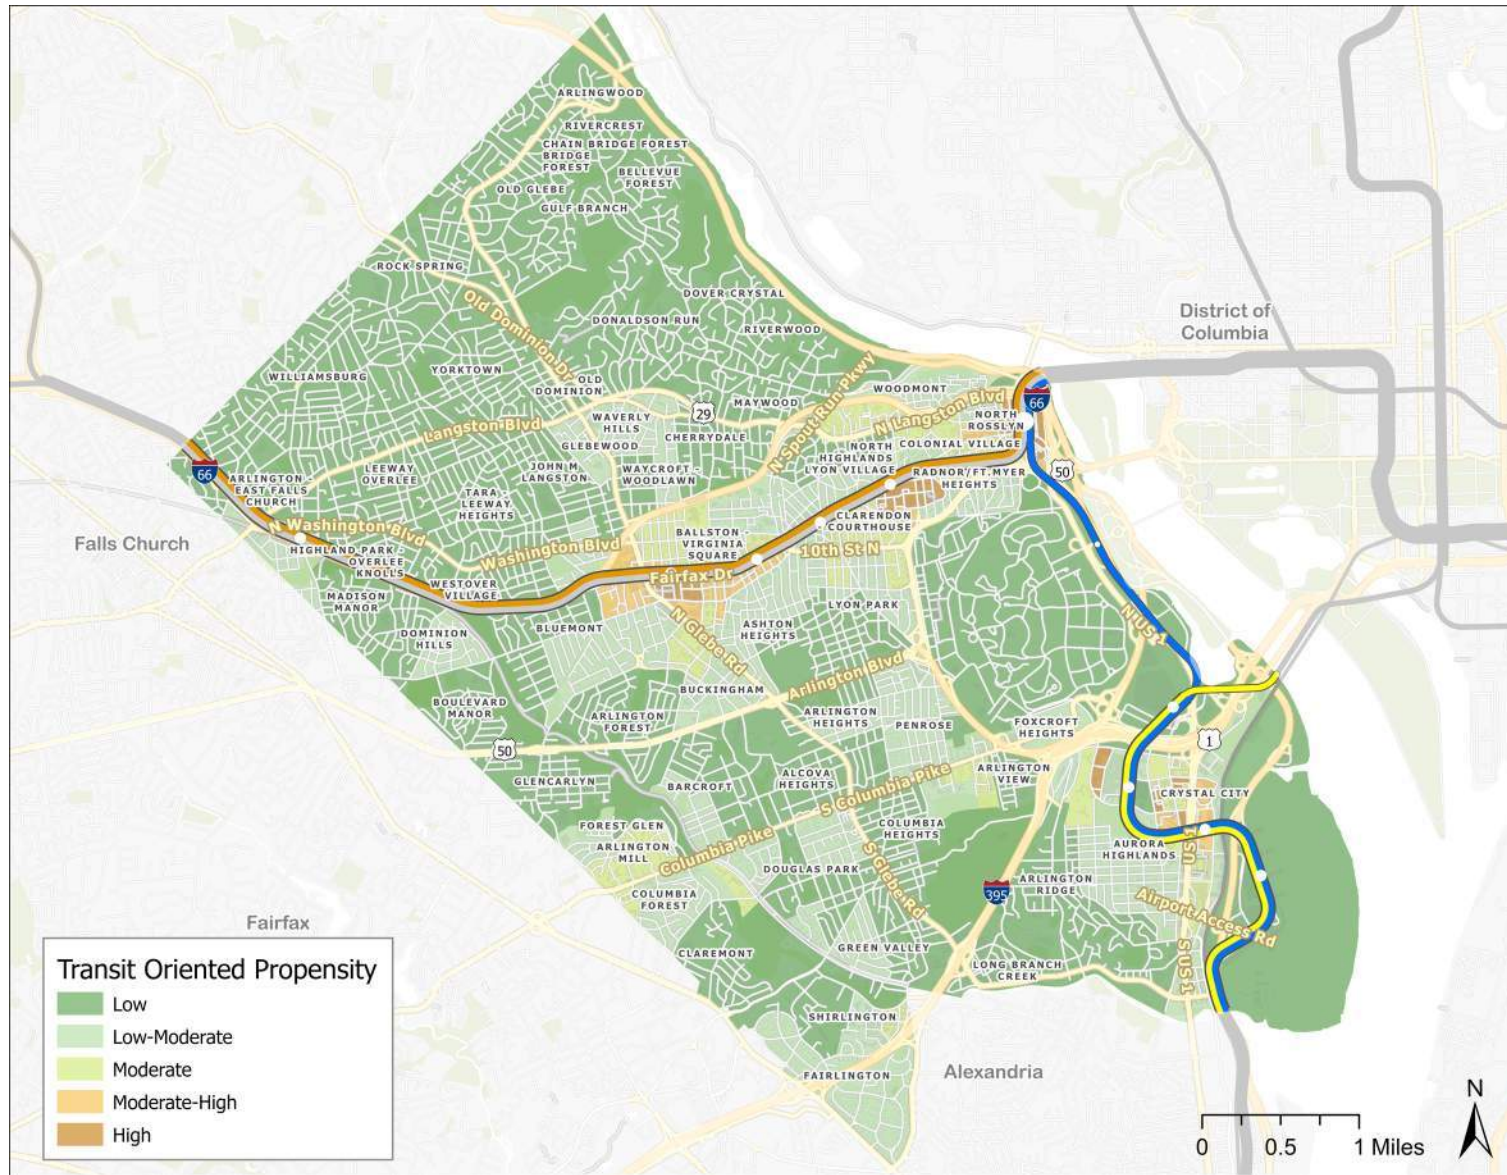 ARLINGWOOD
RIVERCREST
CHAIN BRIDGE FOREST
BRIDGE
FOREST
BELLEVUE
FOREST
OLD GLEBE
GULF BRANCH
ROCK SPRING
DOVER CRYSTAL
Old Dominion Dr
DONALDSON RUN
RIVERWOOD
District of
Columbia
WILLIAMSBURG
YORKTOWN
OLD
DOMINION
N Spout Run Pkwy
WOODMONT
MAYWOOD
66
29
WAVERLY
HILLS
Langston Blvd
N Langston Blvd
NORTH
ROSSLYN
CHERRYDALE
GLEBEWOOD
COLONIAL VILLAGE
NORTH
HIGHLANDS
LYON VILLAGE
66
ARLINGTON -
EAST FALLS
CHURCH
LEEWAY
OVERLEE
JOHN M
LANGSTON
WAYCROFT -
WOODLAWN
RADNOR/FT.MYER
HEIGHTS
50
TARA -
LEEWAY
HEIGHTS
CLARENDON
COURTHOUSE
N Washington Blvd
BALLSTON -
VIRGINIA
SQUARE
10th St N
Falls Church
HIGHLAND PARK -
OVERLEE
KNOLLS
Washington Blvd
WESTOVER
VILLAGE
Fairfax Dr
MADISON
MANOR
LYON PARK
N US 1
DOMINION
HILLS
BLUEMONT
N Glebe Rd
ASHTON
HEIGHTS
BUCKINGHAM
Arlington Blvd
BOULEVARD
MANOR
ARLINGTON
FOREST
ARLINGTON
HEIGHTS
PENROSE
FOXCROFT
HEIGHTS
50
1
GLENCARLYN
BARCROFT
ALCOVA
HEIGHTS
ARLINGTON
VIEW
S Columbia Pike
CRYSTAL CITY
FOREST GLEN
ARLINGTON
MILL
Columbia Pike
COLUMBIA
HEIGHTS
S US 1
AURORA
HIGHLANDS
DOUGLAS PARK
S Glebe Rd
COLUMBIA
FOREST
395
ARLINGTON
RIDGE
Airport Access Rd
Fairfax
CLAREMONT
GREEN VALLEY
LONG BRANCH
CREEK
S US 1
SHIRLINGTON
FAIRLINGTON
Alexandria
Transit Oriented Propensity
Low
Low-Moderate
Moderate
Moderate-High
High
N
0 0.5 1 Miles